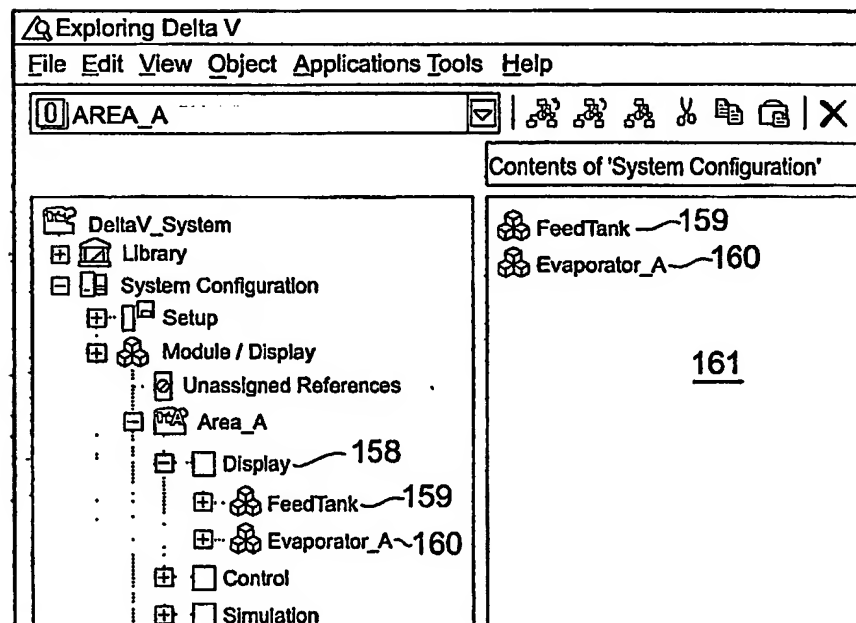 Exploring Delta V
File Edit View Object Applications Tools Help
AREA_A
Contents of 'System Configuration'
DeltaV_System
Library
System Configuration
Setup
Module / Display
Unassigned References
Area_A
Display 158
FeedTank 159
Evaporator_A 160
Control
Simulation
FeedTank 159
Evaporator_A 160
161